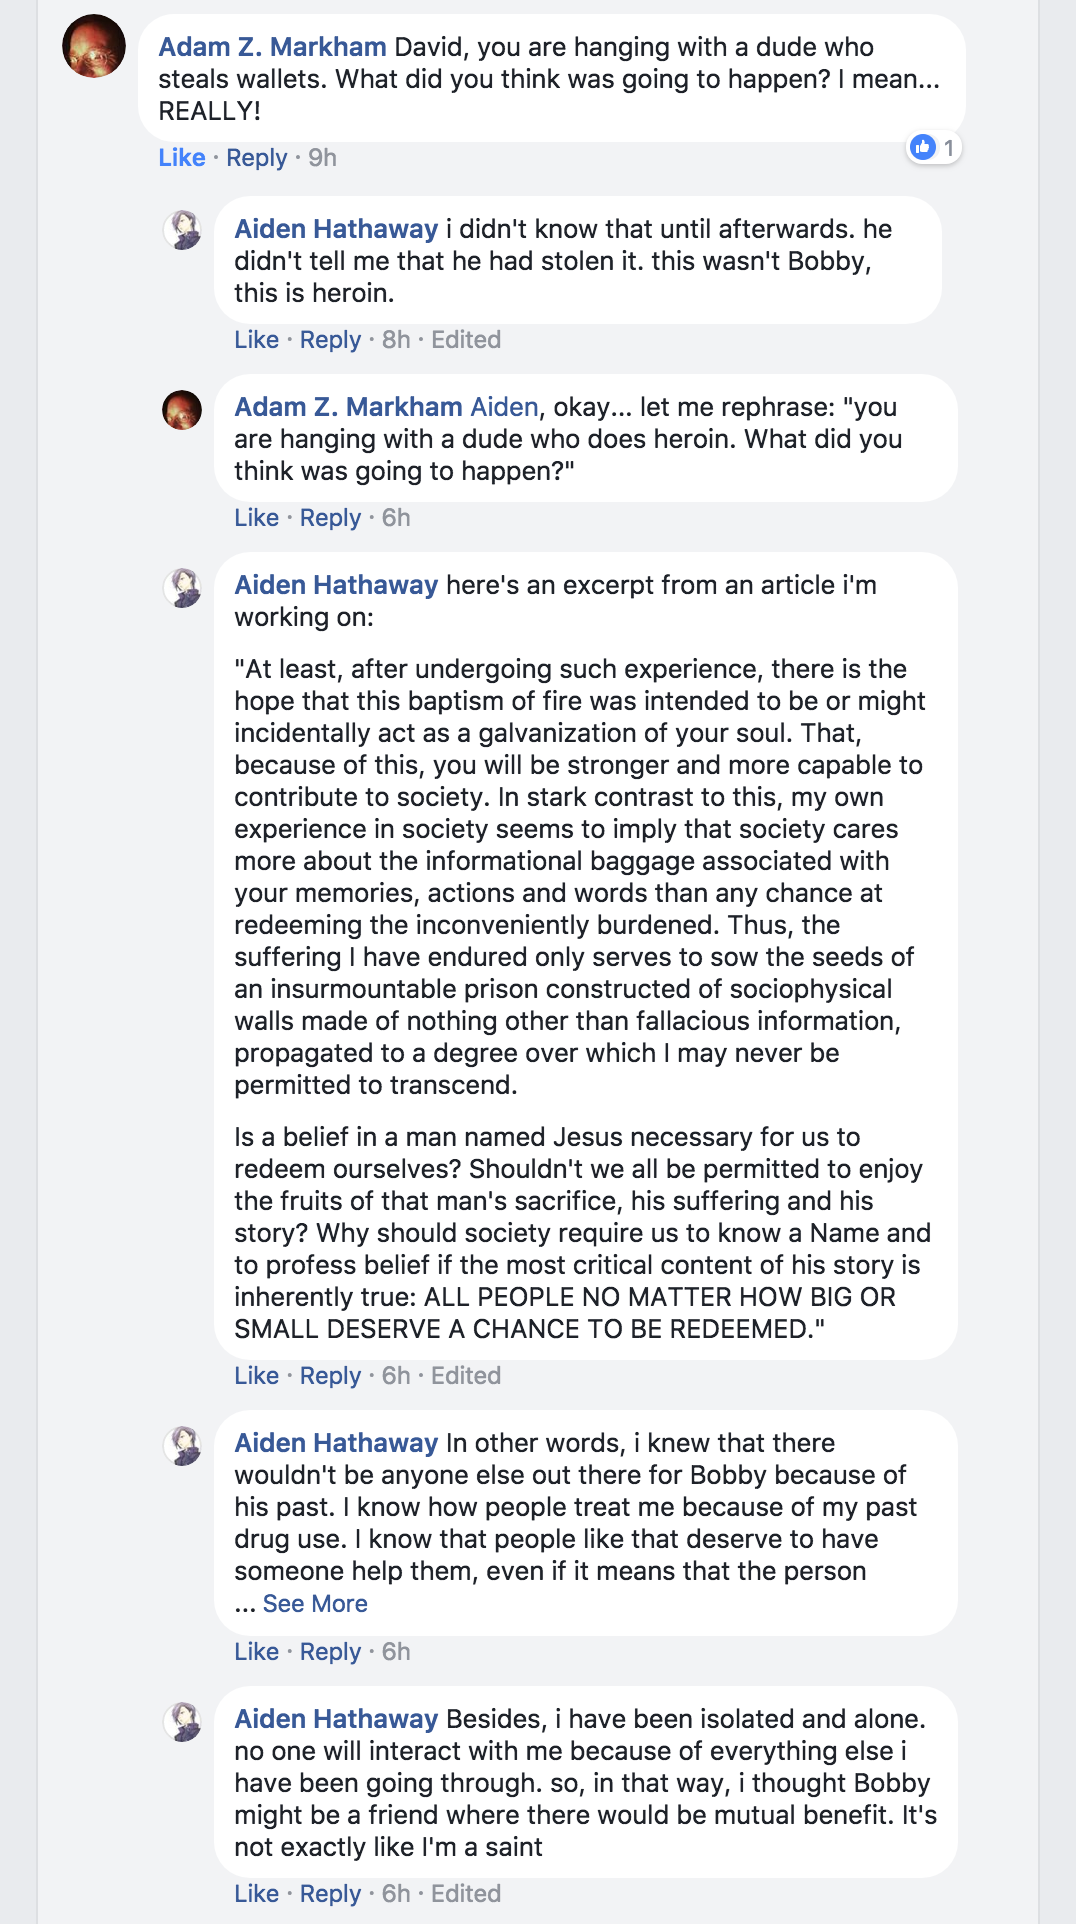 Adam Z. Markham David, you are hanging with a dude who
steals wallets. What did you think was going to happen? I mean...
REALLY!
Like · Reply · 9h
1
Aiden Hathaway i didn't know that until afterwards. he
didn't tell me that he had stolen it. this wasn't Bobby,
this is heroin.
Like · Reply · 8h · Edited
Adam Z. Markham Aiden, okay... let me rephrase: "you
are hanging with a dude who does heroin. What did you
think was going to happen?"
Like · Reply · 6h
Aiden Hathaway here's an excerpt from an article i'm
working on:
"At least, after undergoing such experience, there is the
hope that this baptism of fire was intended to be or might
incidentally act as a galvanization of your soul. That,
because of this, you will be stronger and more capable to
contribute to society. In stark contrast to this, my own
experience in society seems to imply that society cares
more about the informational baggage associated with
your memories, actions and words than any chance at
redeeming the inconveniently burdened. Thus, the
suffering I have endured only serves to sow the seeds of
an insurmountable prison constructed of sociophysical
walls made of nothing other than fallacious information,
propagated to a degree over which I may never be
permitted to transcend.
Is a belief in a man named Jesus necessary for us to
redeem ourselves? Shouldn't we all be permitted to enjoy
the fruits of that man's sacrifice, his suffering and his
story? Why should society require us to know a Name and
to profess belief if the most critical content of his story is
inherently true: ALL PEOPLE NO MATTER HOW BIG OR
SMALL DESERVE A CHANCE TO BE REDEEMED."
Like · Reply · 6h · Edited
Aiden Hathaway In other words, i knew that there
wouldn't be anyone else out there for Bobby because of
his past. I know how people treat me because of my past
drug use. I know that people like that deserve to have
someone help them, even if it means that the person
... See More
Like · Reply · 6h
Aiden Hathaway Besides, i have been isolated and alone.
no one will interact with me because of everything else i
have been going through. so, in that way, i thought Bobby
might be a friend where there would be mutual benefit. It's
not exactly like I'm a saint
Like · Reply · 6h · Edited